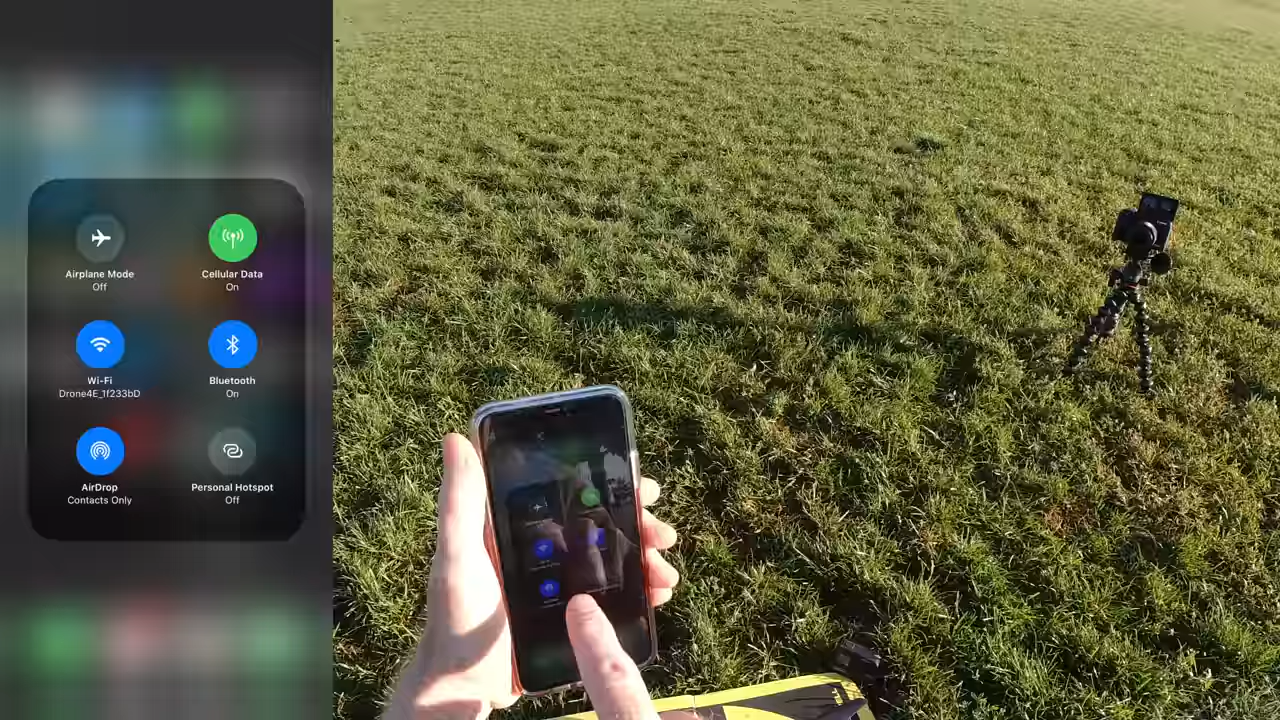 Airplane Mode
Off
Cellular Data
On
Wi-Fi
Drone4E_1f233bD
Bluetooth
On
AirDrop
Contacts Only
Personal Hotspot
Off